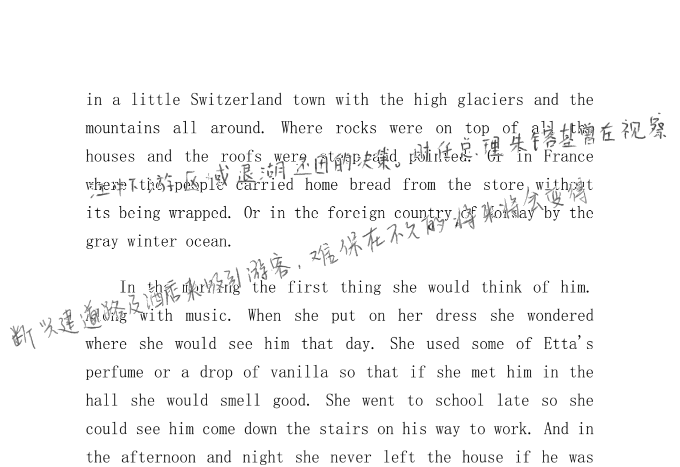 in a little Switzerland town with the high glaciers and the
mountains all around. Where rocks were on top of all the
houses and the roofs were steep and pointed. Or in France
where the people carried home bread from the store without
its being wrapped. Or in the foreign country of Norway by the
gray winter ocean.
In the morning the first thing she would think of him.
Along with music. When she put on her dress she wondered
where she would see him that day. She used some of Etta's
perfume or a drop of vanilla so that if she met him in the
hall she would smell good. She went to school late so she
could see him come down the stairs on his way to work. And in
the afternoon and night she never left the house if he was
江中下游区域退湖还田的决策。时任总理朱镕基曾在视察
断兴建道路及酒店来吸引游客，难保在不久的将来将会变得